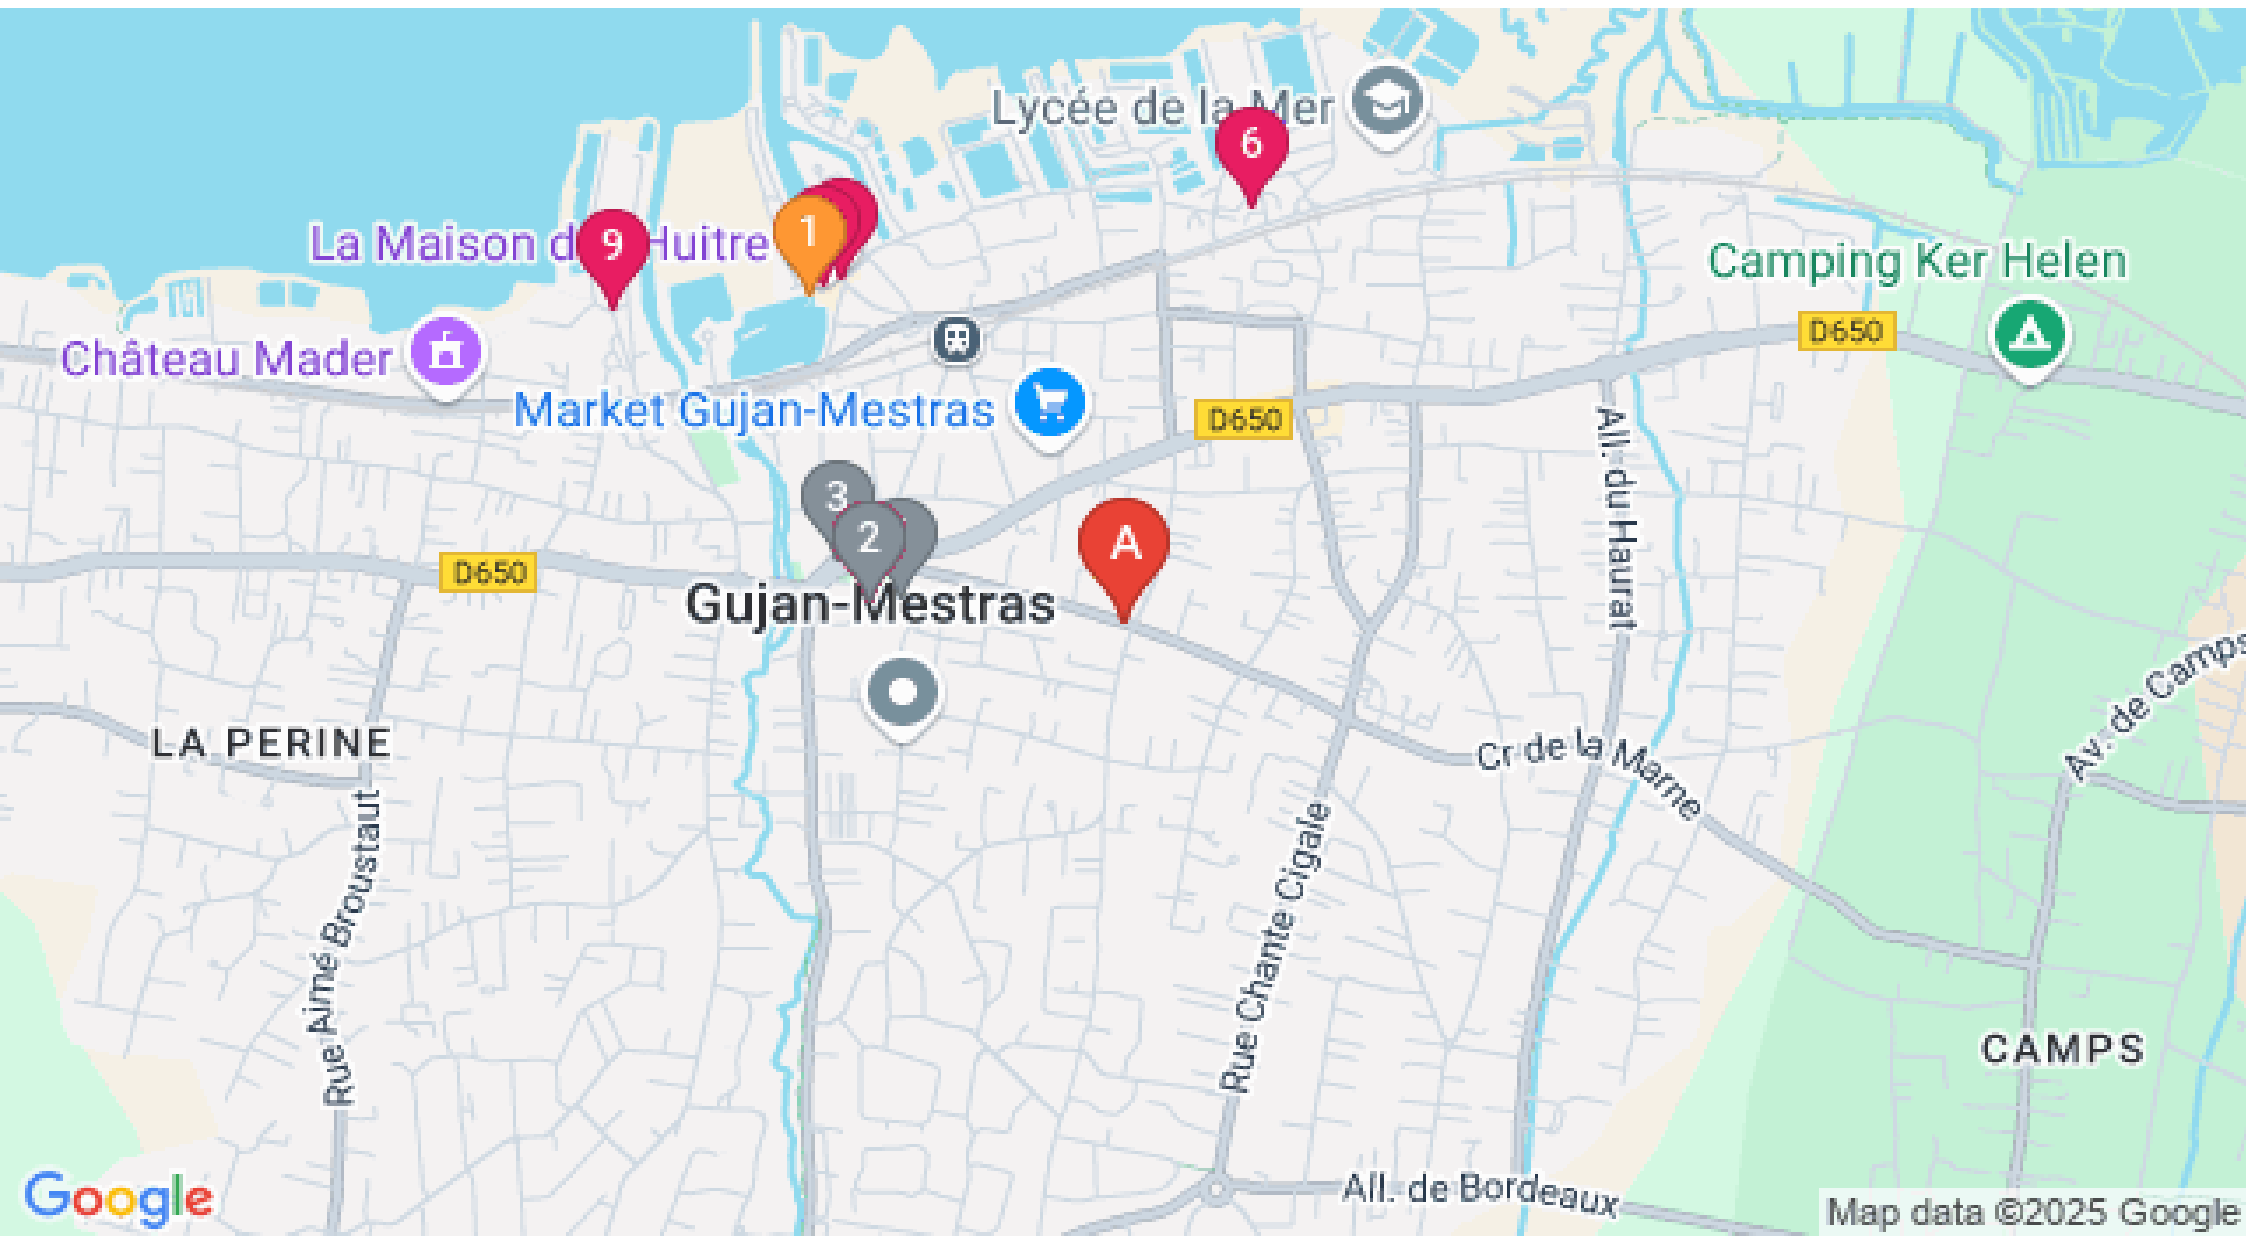 Lycée de la Mer
6
1
La Maison d Huitre
9
Camping Ker Helen
D650
Château Mader
Market Gujan-Mestras
D650
All. du Haurat
3
2
A
D650
Gujan-Mestras
Av. de Camps
LA PERINE
Cr de la Marne
Rue Aimé Broustaut
Rue Chante Cigale
CAMPS
All. de Bordeaux
Google
Map data ©2025 Google